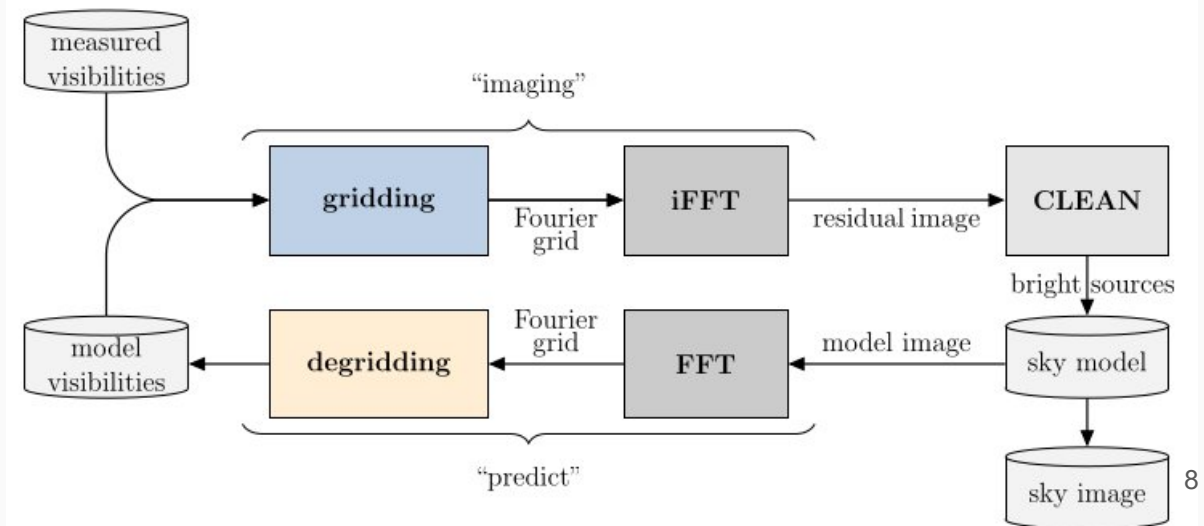 measured
visibilities
“imaging”
gridding
Fourier
grid
iFFT
residual image
CLEAN
bright sources
model
visibilities
degridding
Fourier
grid
FFT
model image
sky model
“predict”
sky image
8